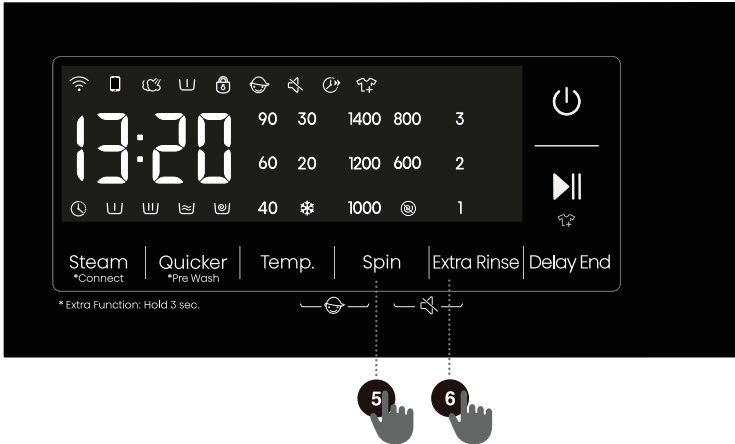 13:20
90 30 1400 800 3
60 20 1200 600 2
40 1000 1
Steam Quicker Temp. Spin Extra Rinse Delay End
*Connect *Pre Wash
* Extra Function: Hold 3 sec.
5 6